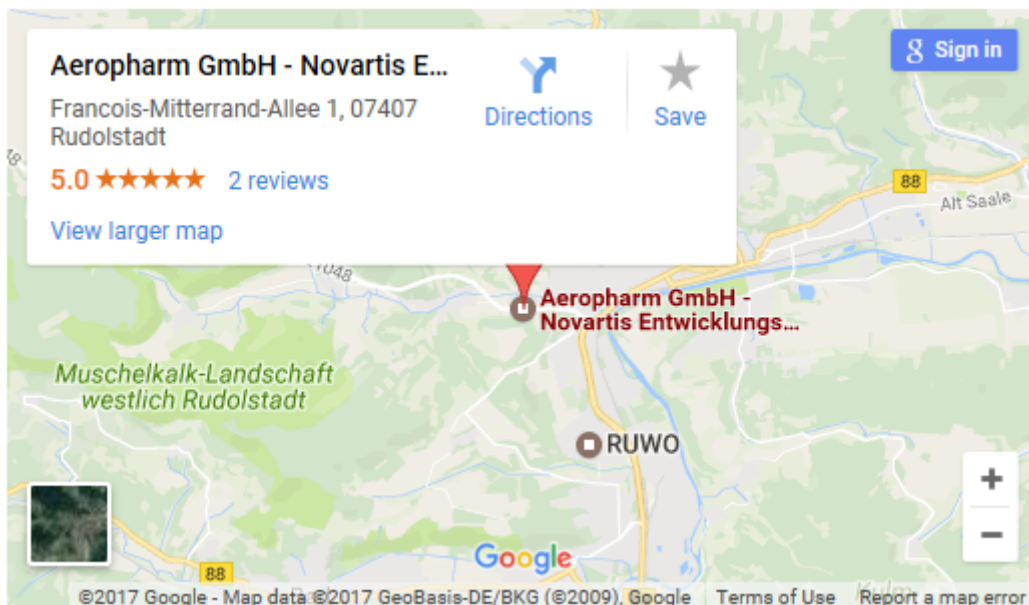 Aeropharm GmbH - Novartis E...
Francois-Mitterrand-Allee 1, 07407
Rudolstadt
5.0 ★★★★★ 2 reviews
View larger map
Directions
Save
Sign in
88
Alt Saale
1048
Aeropharm GmbH -
Novartis Entwicklungs...
Muschelkalk-Landschaft
westlich Rudolstadt
RUWO
+
−
88
Google
©2017 Google - Map data ©2017 GeoBasis-DE/BKG (©2009), Google Terms of Use Report a map error